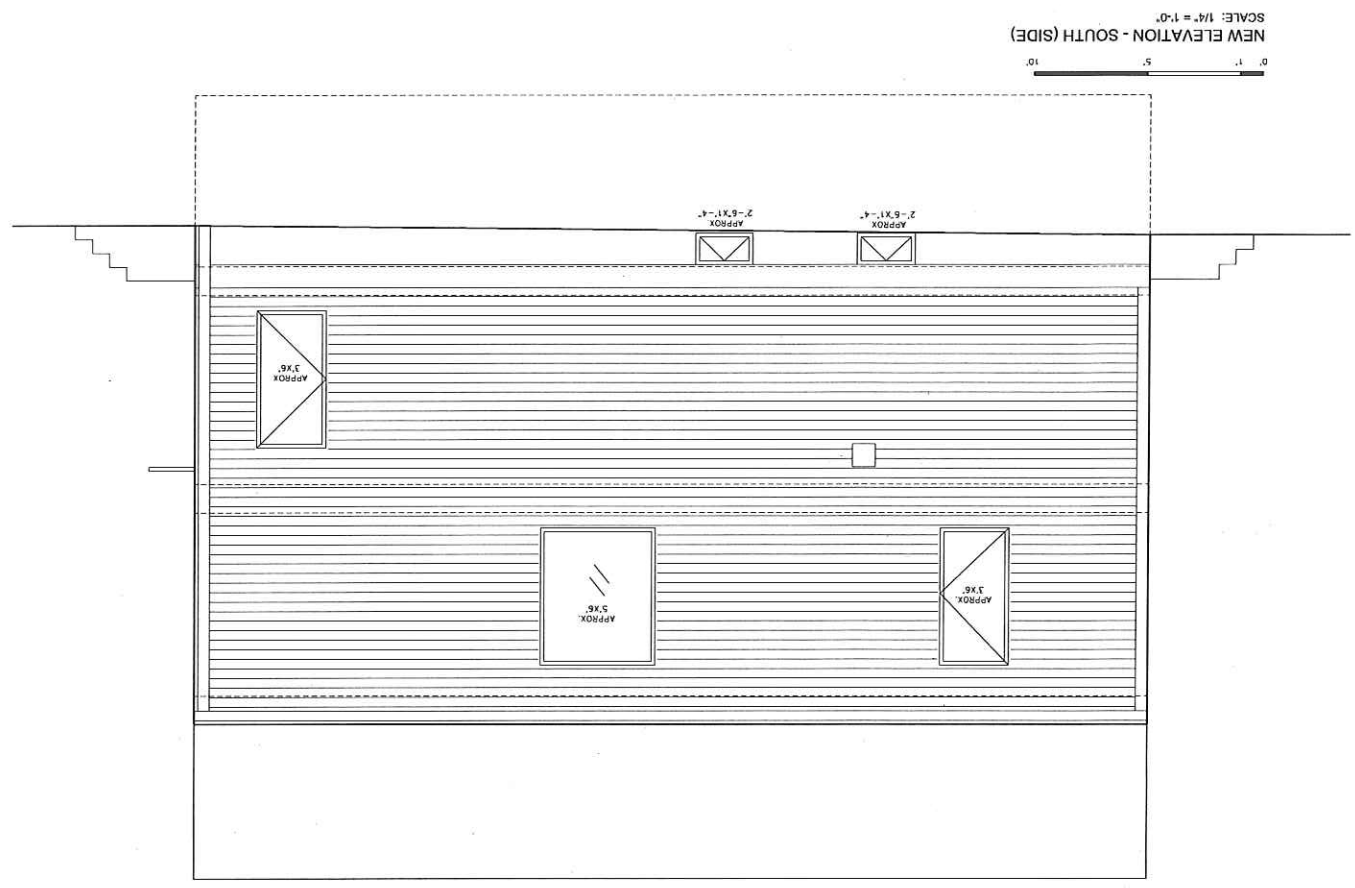 APPROX.
3'X6'
APPROX.
5'X6'
APPROX
3'X6'
APPROX
2'-6"X1'-4"
APPROX
2'-6"X1'-4"
0' 1' 5' 10'
NEW ELEVATION - SOUTH (SIDE)
SCALE: 1/4" = 1'-0"